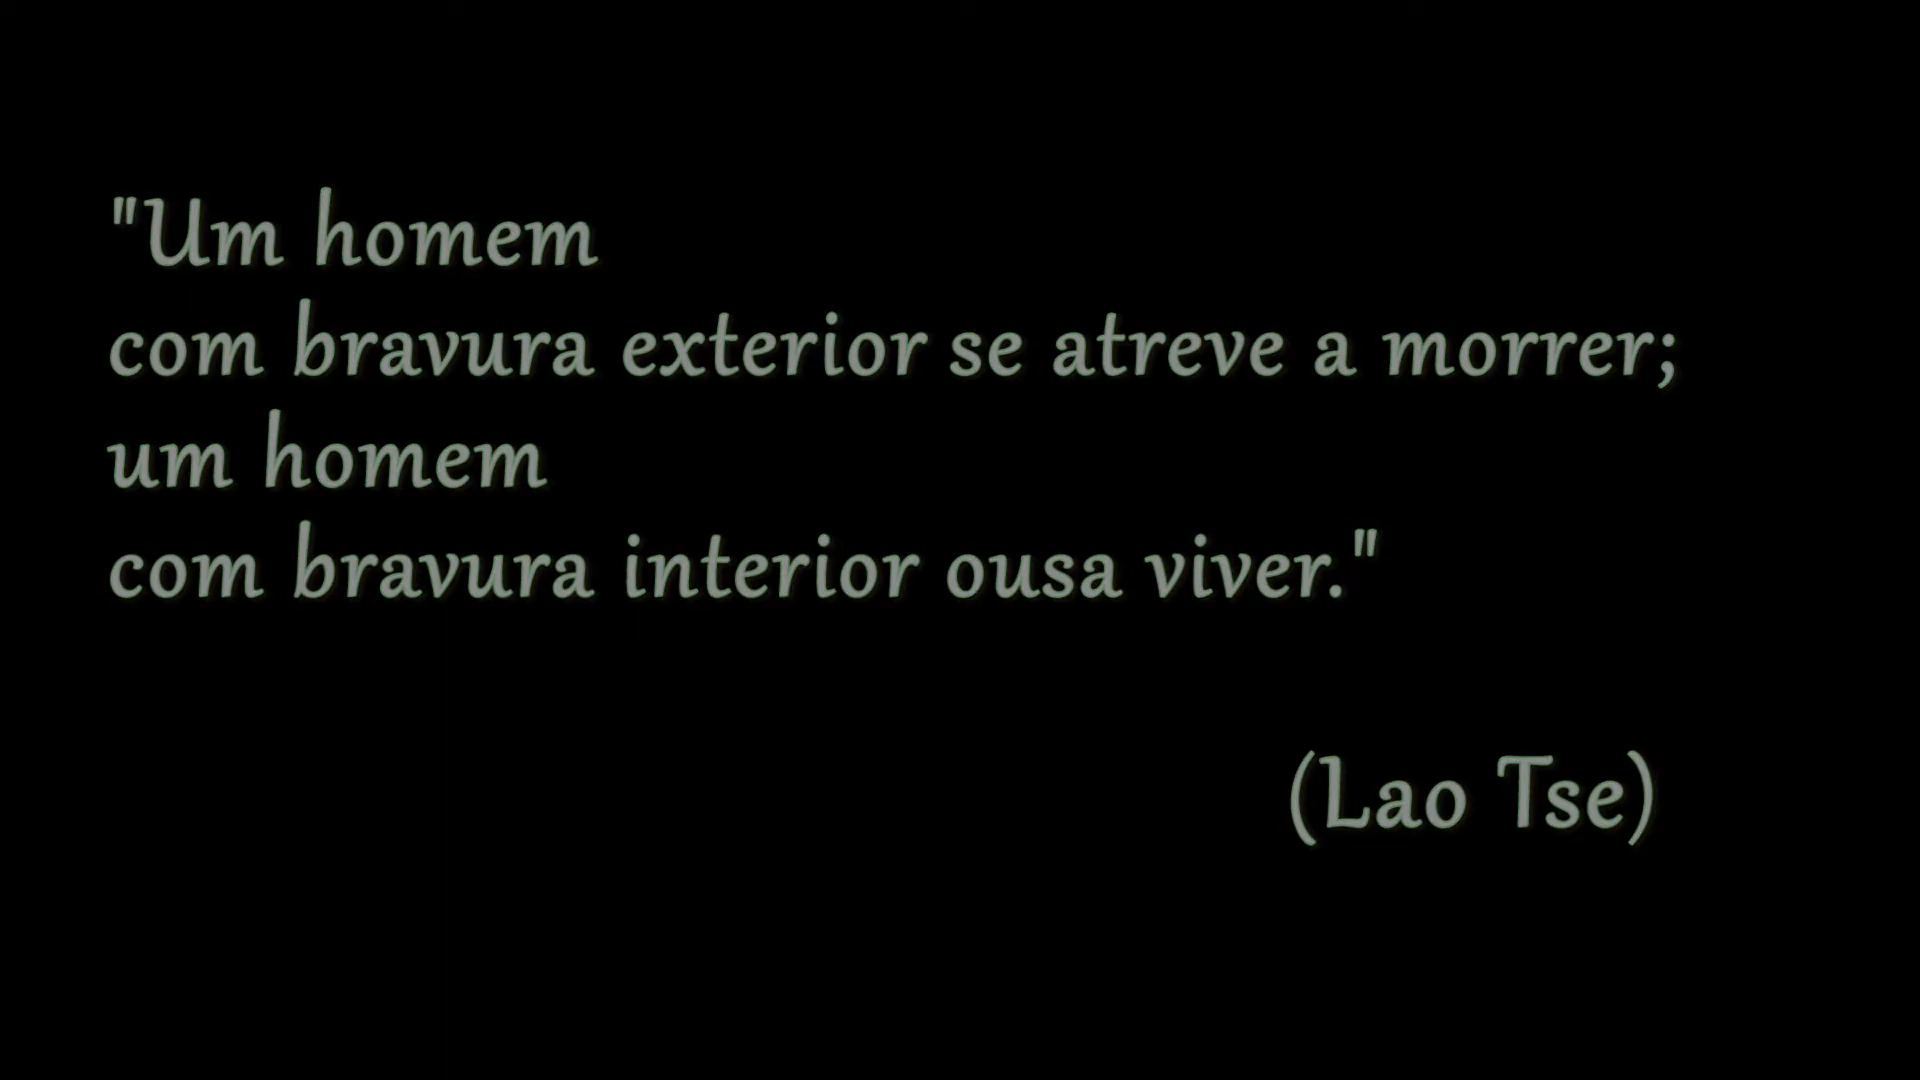 "Um homem
com bravura exterior se atreve a morrer;
um homem
com bravura interior ousa viver."
(Lao Tse)